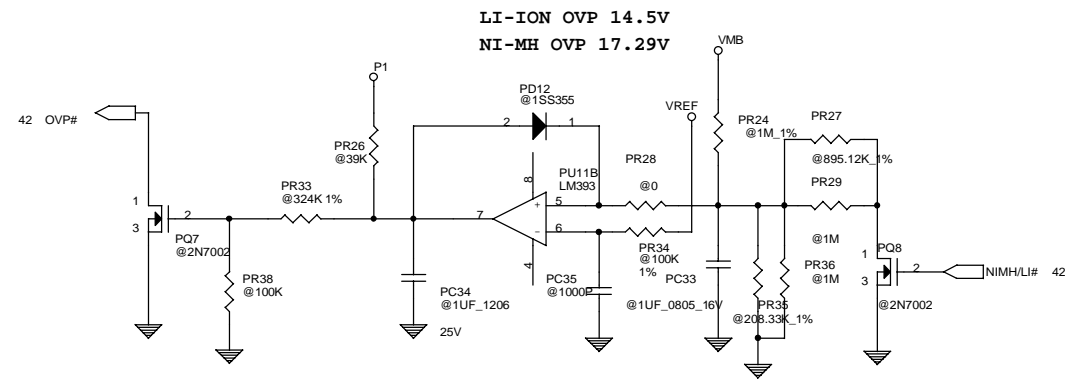 LI-ION OVP 14.5V
NI-MH OVP 17.29V
VMB
P1
PD12
@1SS355
VREF
42 OVP#
2
1
PR26
@39K
PR24
@1M_1%
PR27
@895.12K_1%
PR28
@0
PU11B
LM393
8
PR33
@324K 1%
PR29
@1M
1
2
3
7
5
6
+
-
4
PQ7
@2N7002
PR34
@100K
1%
PR38
@100K
PC34
@1UF_1206
25V
PC35
@1000P
PC33
@1UF_0805_16V
PR36
@1M
PR35
@208.33K_1%
PQ8
1
2
3
@2N7002
NIMH/LI# 42